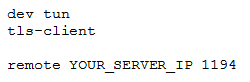 dev tun
tls-client
remote YOUR_SERVER_IP 1194